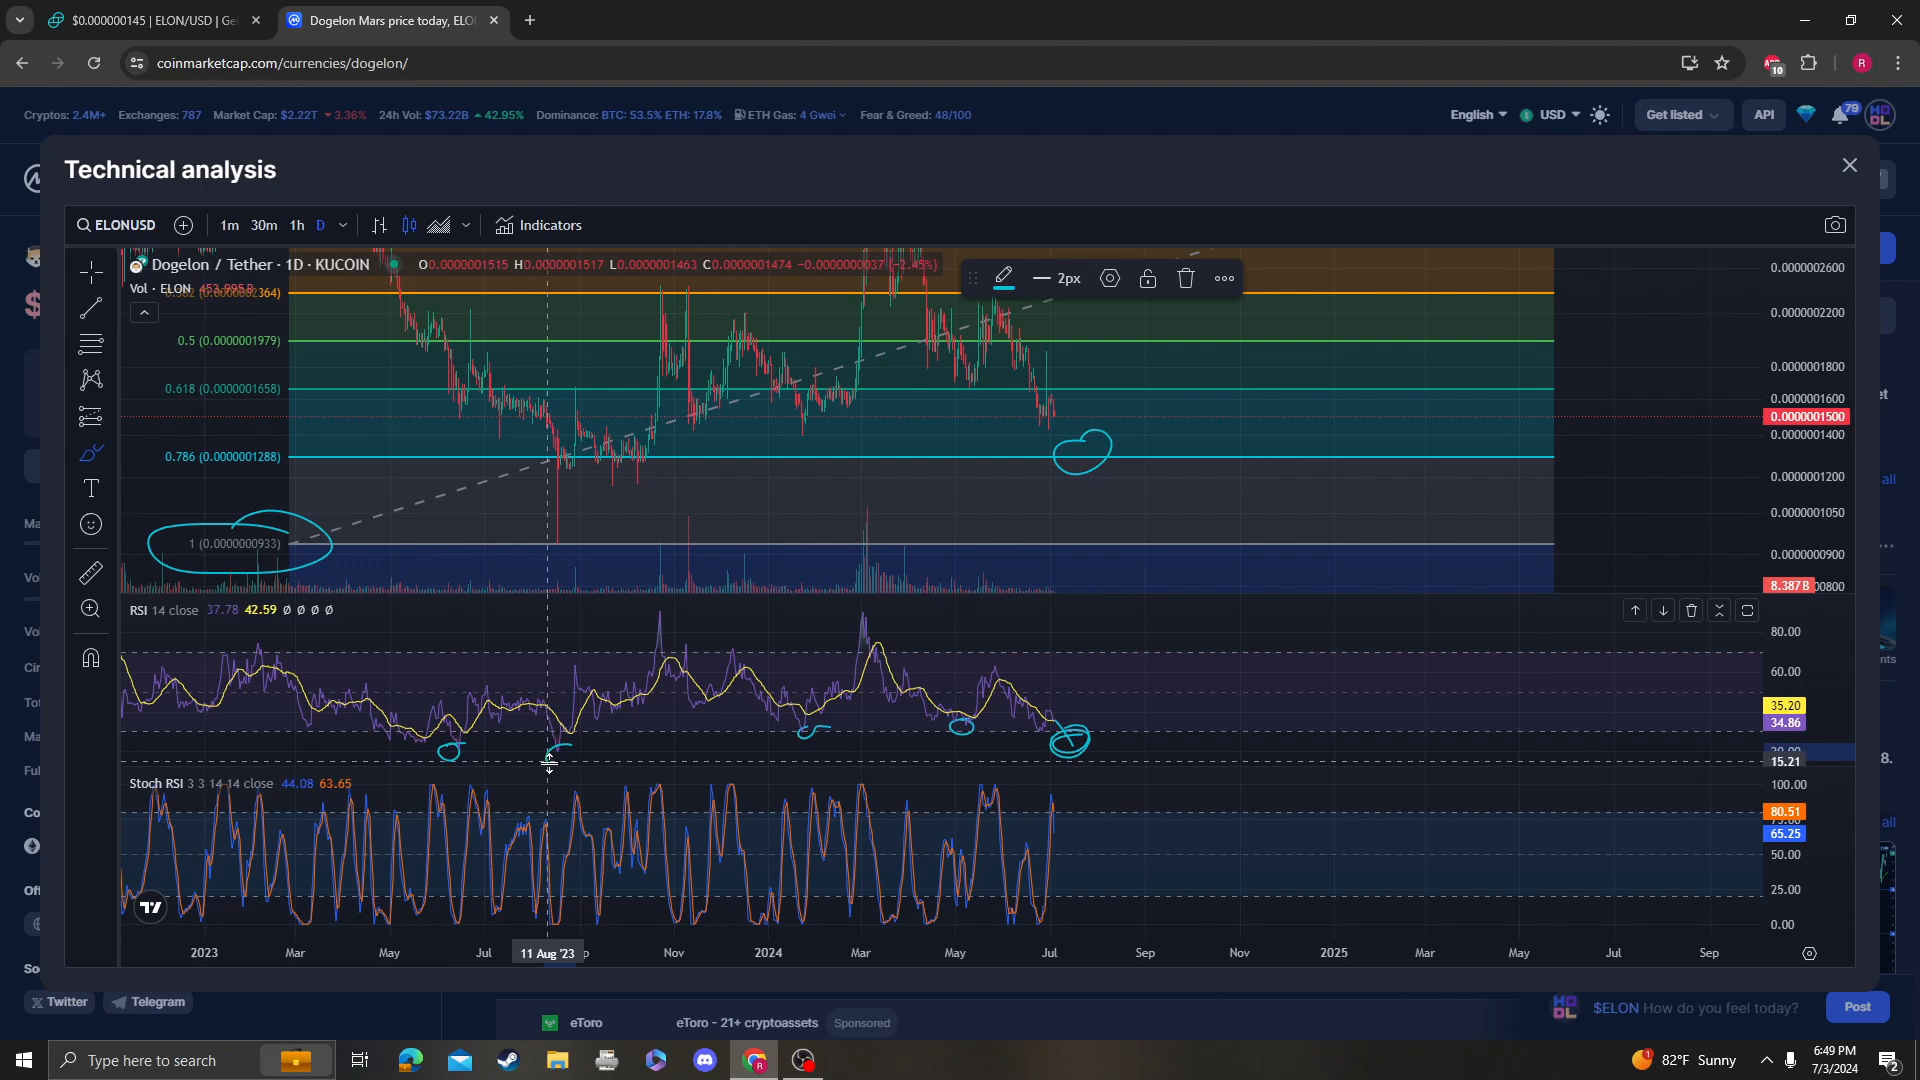 $0.000000145 | ELON/USD | Ge
Dogelon Mars price today, ELO
coinmarketcap.com/currencies/dogelon/
10
R
Cryptos: 2.4M+ Exchanges: 787 Market Cap: $2.22T 3.36% 24h Vol: $73.22B 42.95% Dominance: BTC: 53.5% ETH: 17.8% ETH Gas: 4 Gwei Fear & Greed: 48/100
English USD Get listed API 79
Technical analysis
ELONUSD 1m 30m 1h D Indicators
Dogelon / Tether · 1D · KUCOIN O0.0000001515 H0.0000001517 L0.0000001463 C0.0000001474 −0.0000000037 (−2.45%)
Vol · ELON 453.995B
2px
0.5 (0.0000001979)
0.618 (0.0000001658)
0.786 (0.0000001288)
1 (0.0000000933)
0.0000002600
0.0000002200
0.0000001800
0.0000001600
0.0000001500
0.0000001400
0.0000001200
0.0000001050
0.0000000900
8.387B
RSI 14 close 37.78 42.59 ø ø ø ø
80.00
60.00
35.20
34.86
15.21
Stoch RSI 3 3 14 14 close 44.08 63.65
100.00
80.51
65.25
50.00
25.00
0.00
2023 Mar May Jul 11 Aug '23 Nov 2024 Mar May Jul Sep Nov 2025 Mar May Jul Sep
Twitter Telegram
eToro eToro - 21+ cryptoassets Sponsored
$ELON How do you feel today? Post
Type here to search
82°F Sunny
6:49 PM
7/3/2024
2